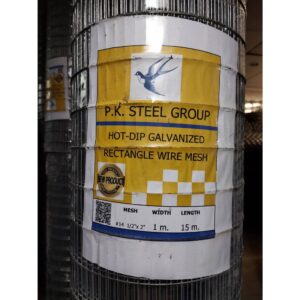 P.K. STEEL GROUP
HOT-DIP GALVANIZED
RECTANGLE WIRE MESH
NEW PRODUCT
MESH WIDTH LENGTH
#14 1/2"x 2" 1 m. 15 m.